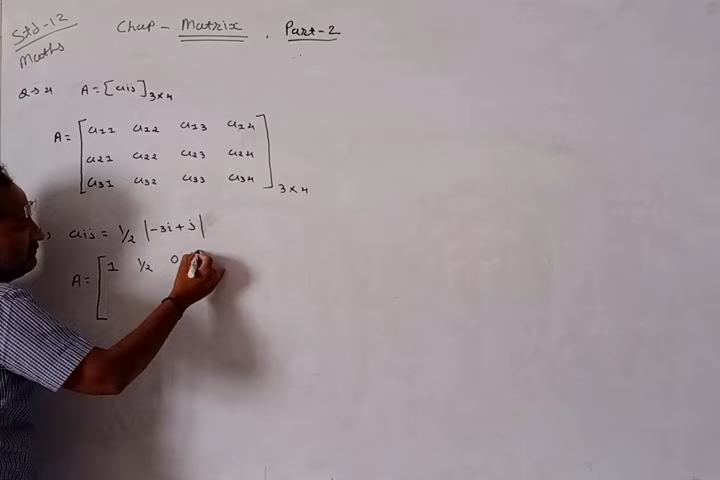 Std-12 Chap - Matrix . Part-2
Maths
Q→4 A = [aij]3×4
A = [a11 a12 a13 a14
a21 a22 a23 a24
a31 a32 a33 a34]3×4
aij = 1/2 |-3i+j|
A = [1 1/2 0